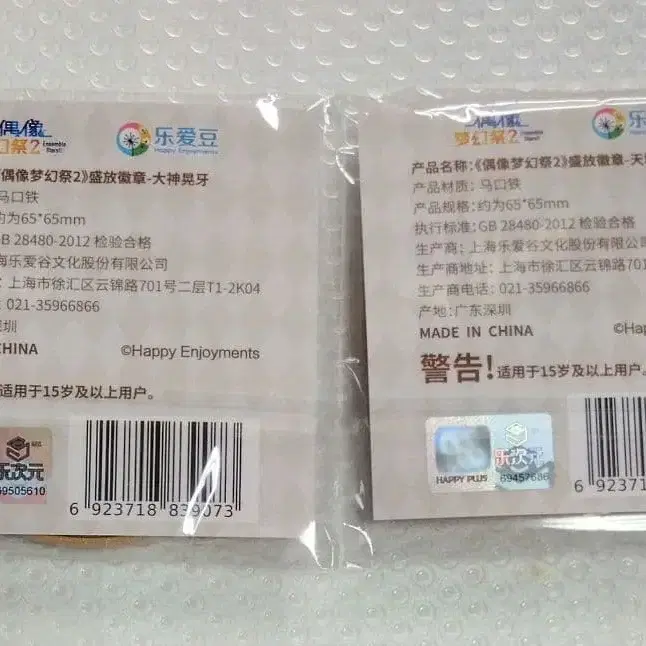 偶像
幻祭2
Ensemble Stars!!
乐爱豆
Happy Enjoyments
偶像梦幻祭2》盛放徽章-大神晃牙
马口铁
约为65*65mm
GB 28480-2012 检验合格
海乐爱谷文化股份有限公司
：上海市徐汇区云锦路701号二层T1-2K04
：021-35966866
深圳
CHINA
©Happy Enjoyments
适用于15岁及以上用户。
乐次元
69505610
6 923718 839073
偶像
梦幻祭2
Ensemble Stars!!
乐
产品名称：《偶像梦幻祭2》盛放徽章-天
产品材质：马口铁
产品规格：约为65*65mm
执行标准：GB 28480-2012 检验合格
生产商：上海乐爱谷文化股份有限公
生产商地址：上海市徐汇区云锦路701
生产商电话：021-35966866
产地：广东深圳
MADE IN CHINA
©Ha
警告！适用于15岁及以上用户
HAPPY PLUS
乐次元
6 92371